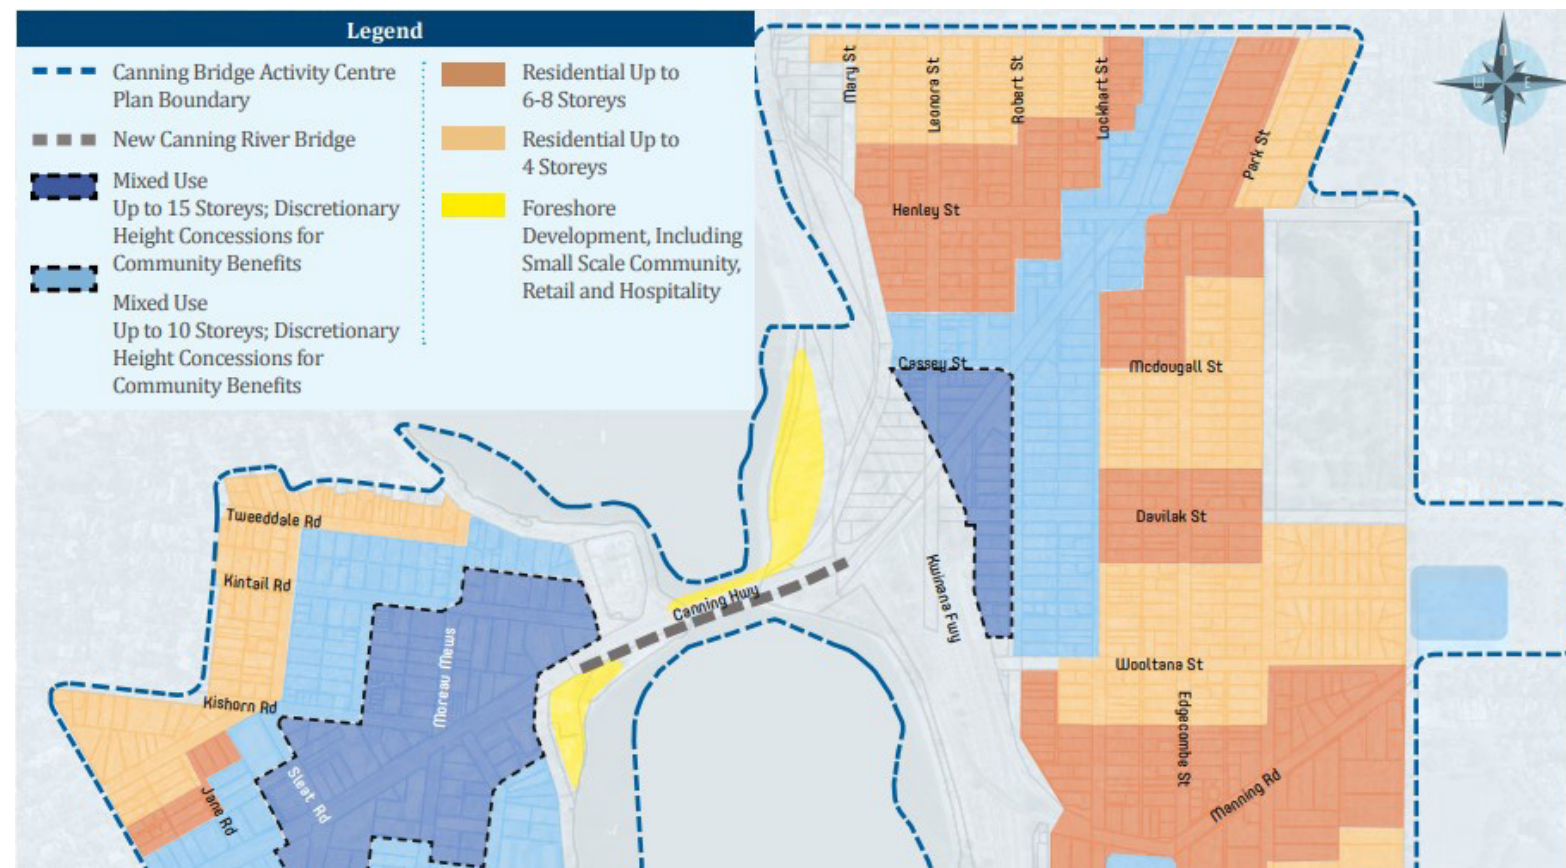 Legend
Canning Bridge Activity Centre
Plan Boundary
New Canning River Bridge
Mixed Use
Up to 15 Storeys; Discretionary
Height Concessions for
Community Benefits
Mixed Use
Up to 10 Storeys; Discretionary
Height Concessions for
Community Benefits
Residential Up to
6-8 Storeys
Residential Up to
4 Storeys
Foreshore
Development, Including
Small Scale Community,
Retail and Hospitality
Mary St
Leonora St
Robert St
Lockhart St
Park St
N
W
E
S
Henley St
Cassey St
Mcdougall St
Davilak St
Tweeddale Rd
Kintail Rd
Canning Hwy
Kwinana Fwy
Moreau Mews
Wooltana St
Kishorn Rd
Edgecombe St
Sleat Rd
Jane Rd
Manning Rd